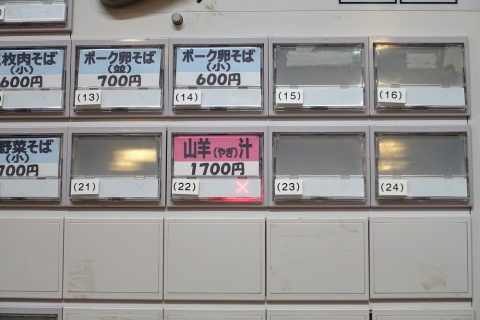 枚肉そば
(小)
600円
ポーク卵そば
(並)
700円
(13)
ポーク卵そば
(小)
600円
(14)
(15)
(16)
野菜そば
(小)
700円
(21)
山羊(やぎ)汁
1700円
×
(22)
(23)
(24)